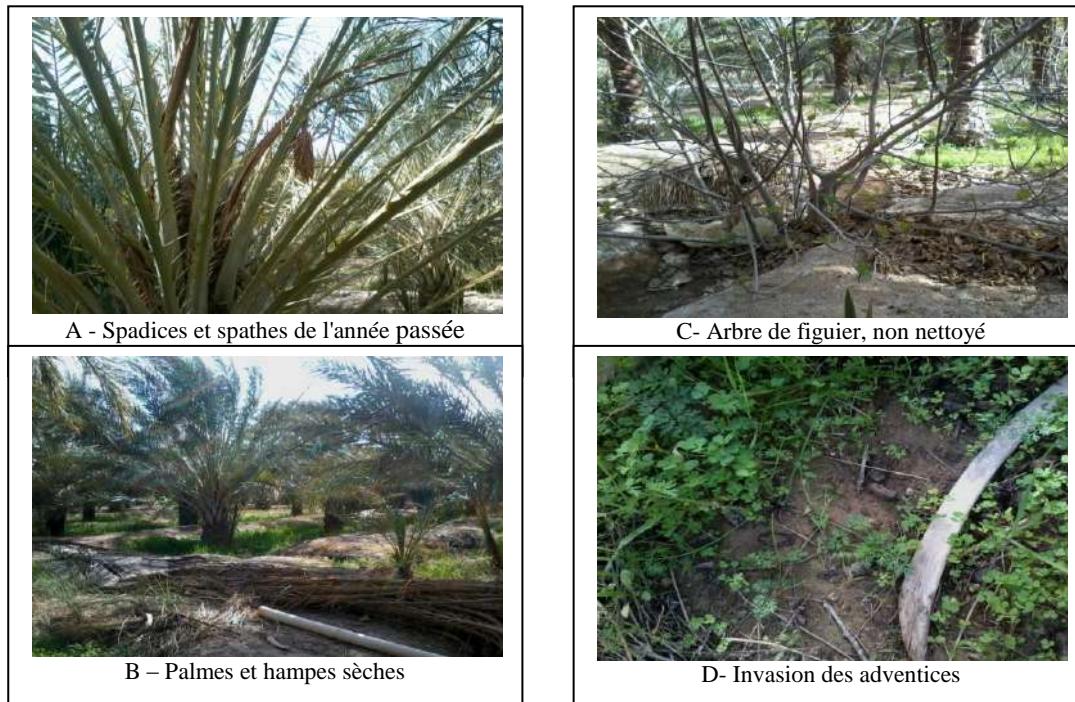 A - Spadices et spathes de l'année passée
C- Arbre de figuier, non nettoyé
B – Palmes et hampes sèches
D- Invasion des adventices